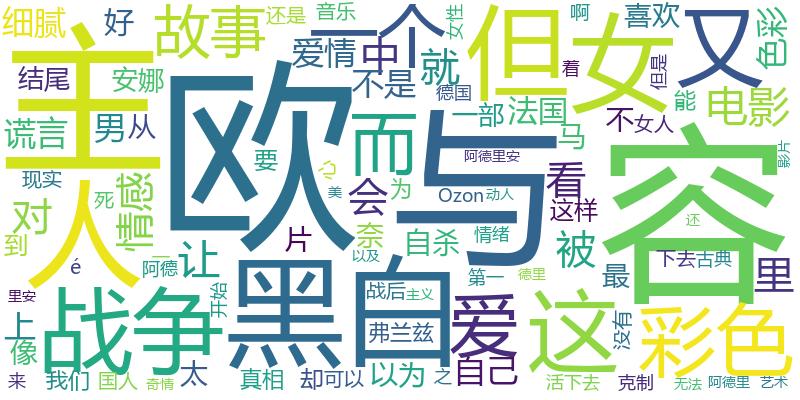 细腻
好
故事
还是
音乐
一个
女性
但
女
啊
喜欢
又
色彩
主
爱情
中
就
结尾
安娜
不是
德国
着
但是
能
电影
谎言
男
从
欧
而
一部
法国
马
不
女人
与
容
现实
人
对
情感
死
要
心
美
会
为
Ozon
动人
阿德里安
看
这样
影片
到
一
é
阿德
让
片
奈
自杀
情绪
被
最
还
里
安
战争
开始
黑白
以及
战后
主义
第一
德里
下去
古典
里
上
像
弗兰兹
爱
这
没有
彩色
来
我们
国人
奇情
太
真相
却
可以
以为
之
自己
活下去
克制
无法
阿德里
艺术